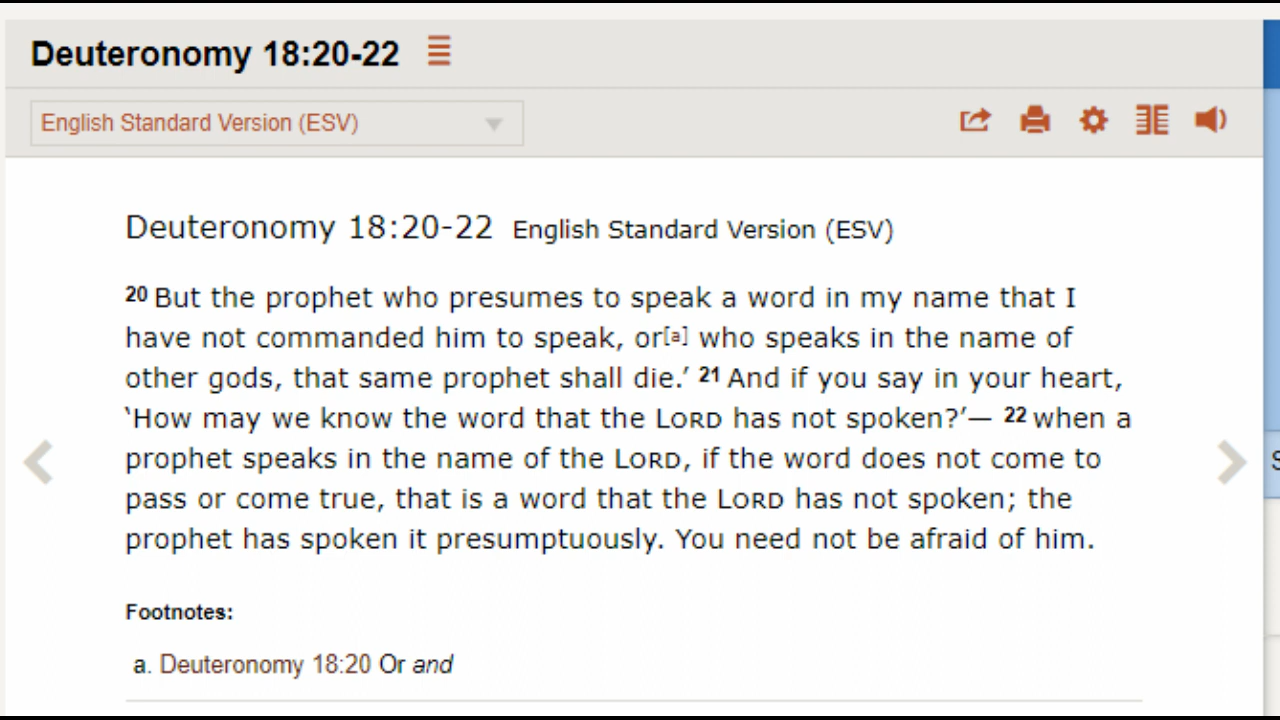 Deuteronomy 18:20-22
English Standard Version (ESV)
Deuteronomy 18:20-22 English Standard Version (ESV)
20 But the prophet who presumes to speak a word in my name that I
have not commanded him to speak, or[a] who speaks in the name of
other gods, that same prophet shall die.’ 21 And if you say in your heart,
‘How may we know the word that the LORD has not spoken?’— 22 when a
prophet speaks in the name of the LORD, if the word does not come to
pass or come true, that is a word that the LORD has not spoken; the
prophet has spoken it presumptuously. You need not be afraid of him.
Footnotes:
a. Deuteronomy 18:20 Or and